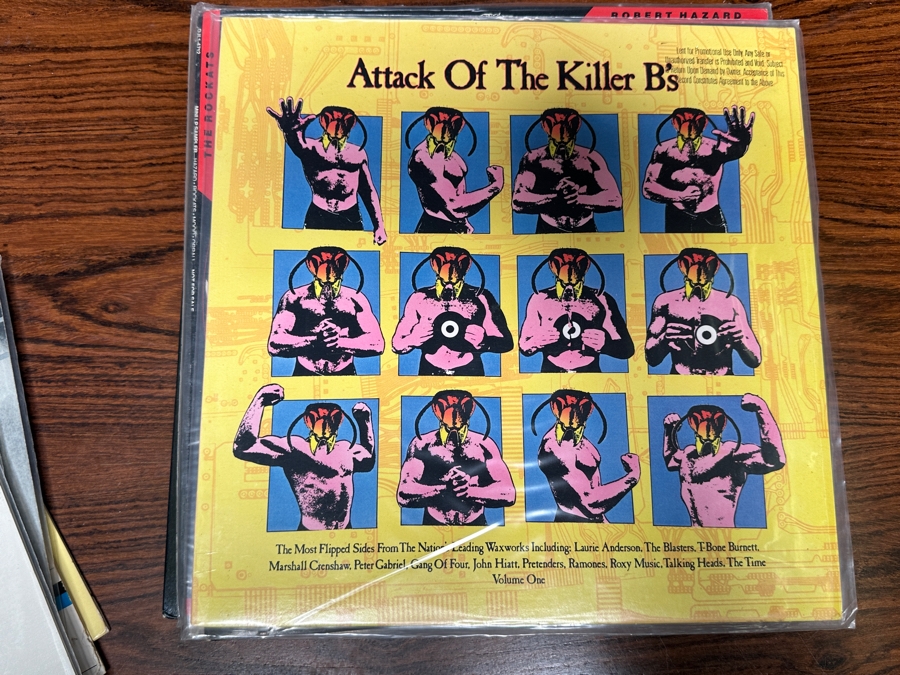 ROBERT HAZARD
THE ROCKATS
Lent for Promotional Use Only, Any Sale or
Unauthorized Transfer is Prohibited and Void, Subject
Return Upon Demand by Owner, Acceptance of This
Record Constitutes Agreement to the Above.
Attack Of The Killer B's
The Most Flipped Sides From The Nation's Leading Waxworks Including: Laurie Anderson, The Blasters, T-Bone Burnett,
Marshall Crenshaw, Peter Gabriel, Gang Of Four, John Hiatt, Pretenders, Ramones, Roxy Music, Talking Heads, The Time
Volume One